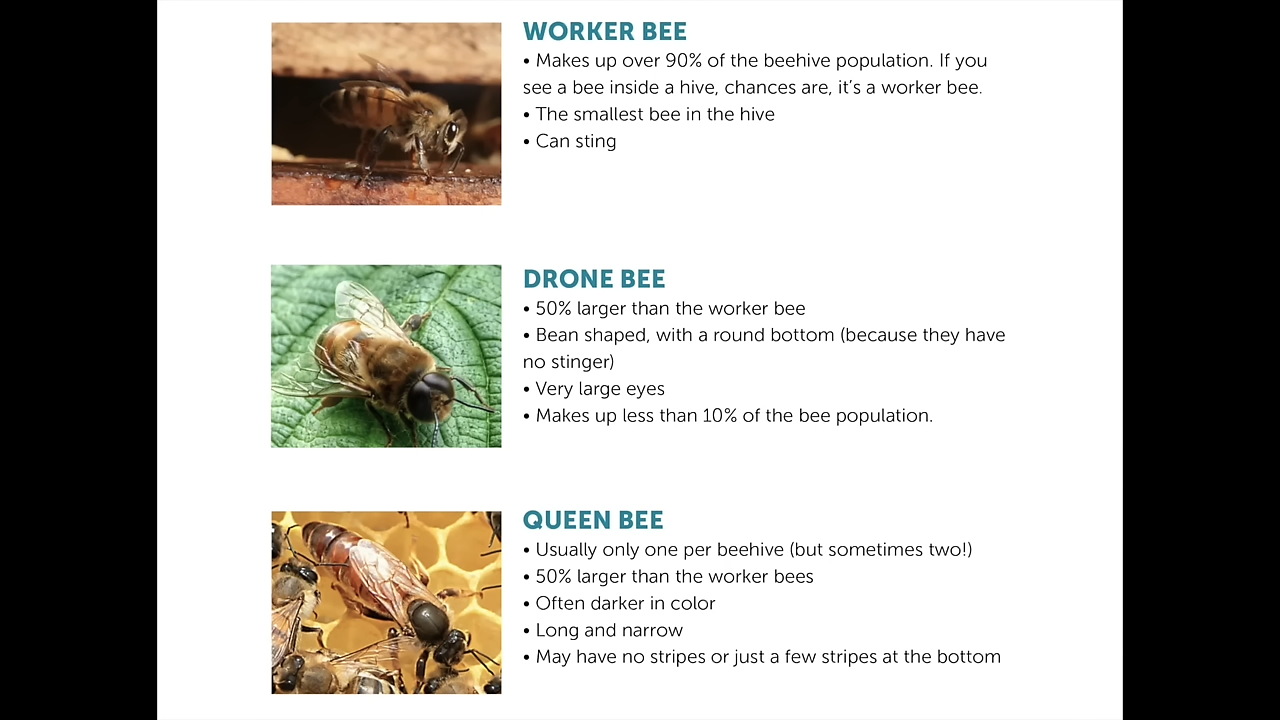 WORKER BEE
• Makes up over 90% of the beehive population. If you
see a bee inside a hive, chances are, it’s a worker bee.
• The smallest bee in the hive
• Can sting
DRONE BEE
• 50% larger than the worker bee
• Bean shaped, with a round bottom (because they have
no stinger)
• Very large eyes
• Makes up less than 10% of the bee population.
QUEEN BEE
• Usually only one per beehive (but sometimes two!)
• 50% larger than the worker bees
• Often darker in color
• Long and narrow
• May have no stripes or just a few stripes at the bottom